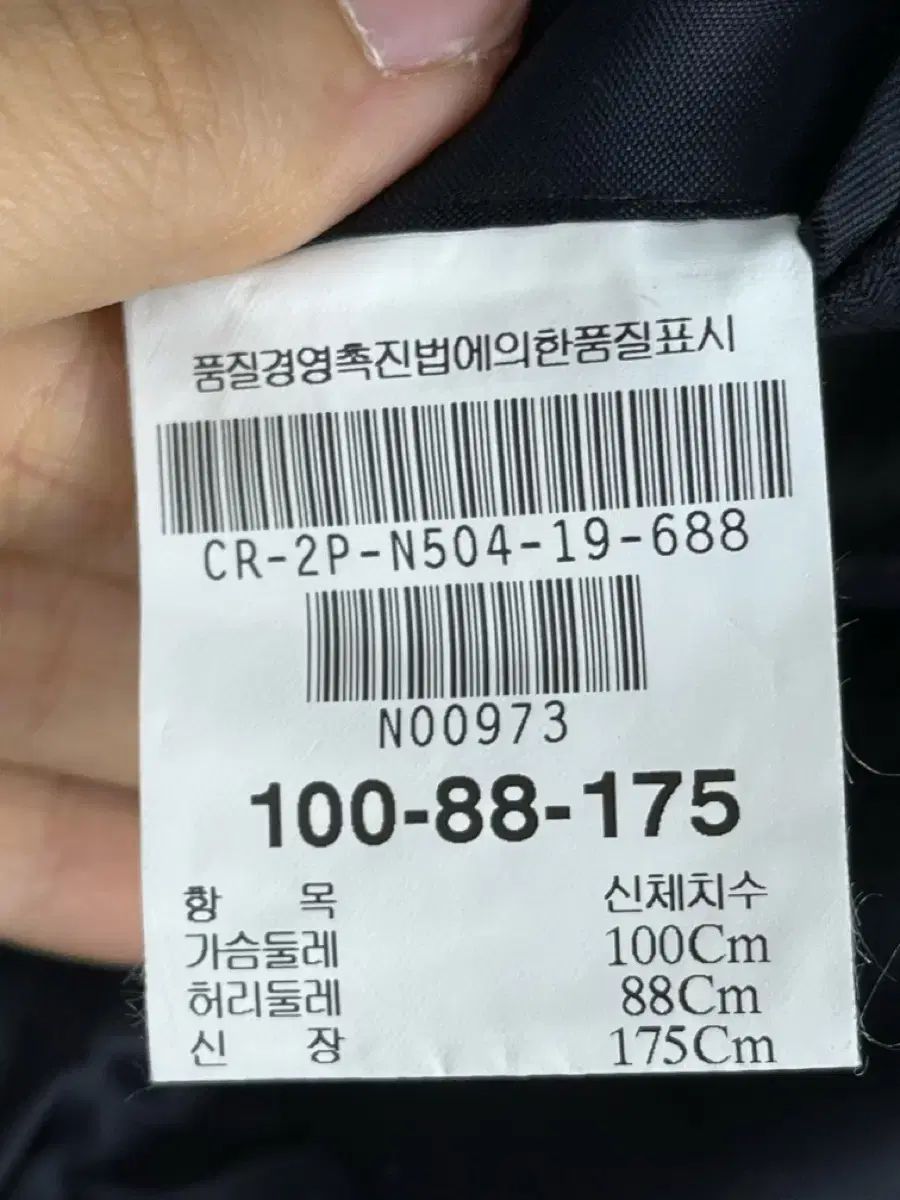 품질경영촉진법에의한품질표시
CR-2P-N504-19-688
N00973
100-88-175
항 목 신체치수
가슴둘레 100Cm
허리둘레 88Cm
신 장 175Cm